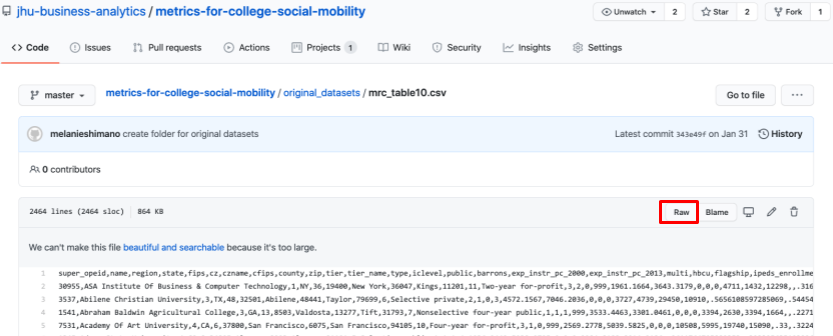 jhu-business-analytics / metrics-for-college-social-mobility
Unwatch 2 Star 2 Fork 1
Code Issues Pull requests Actions Projects 1 Wiki Security Insights Settings
master metrics-for-college-social-mobility / original_datasets / mrc_table10.csv Go to file ...
melanieshimano create folder for original datasets Latest commit 343e49f on Jan 31 History
0 contributors
2464 lines (2464 sloc) 864 KB Raw Blame
We can't make this file beautiful and searchable because it's too large.
1 super_opeid,name,region,state,fips,cz,czname,cfips,county,zip,tier,tier_name,type,iclevel,public,barrons,exp_instr_pc_2000,exp_instr_pc_2013,multi,hbcu,flagship,ipeds_enrollme
2 30955,ASA Institute Of Business & Computer Technology,1,NY,36,19400,New York,36047,Kings,11201,11,Two-year for-profit,3,2,0,999,1961.1664,3643.3179,0,0,0,4711,1432,12298,.,316
3 3537,Abilene Christian University,3,TX,48,32501,Abilene,48441,Taylor,79699,6,Selective private,2,1,0,3,4572.1567,7046.2036,0,0,0,3727,4739,29450,10910,.5656108597285069,.54454
4 1541,Abraham Baldwin Agricultural College,3,GA,13,8503,Valdosta,13277,Tift,31793,7,Nonselective four-year public,1,1,1,999,3533.4463,3301.0461,0,0,0,3394,2630,3394,1664,.,.2271
5 7531,Academy Of Art University,4,CA,6,37800,San Francisco,6075,San Francisco,94105,10,Four-year for-profit,3,1,0,999,2569.2778,5039.5825,0,0,0,10508,5995,19740,15090,.33,.3224